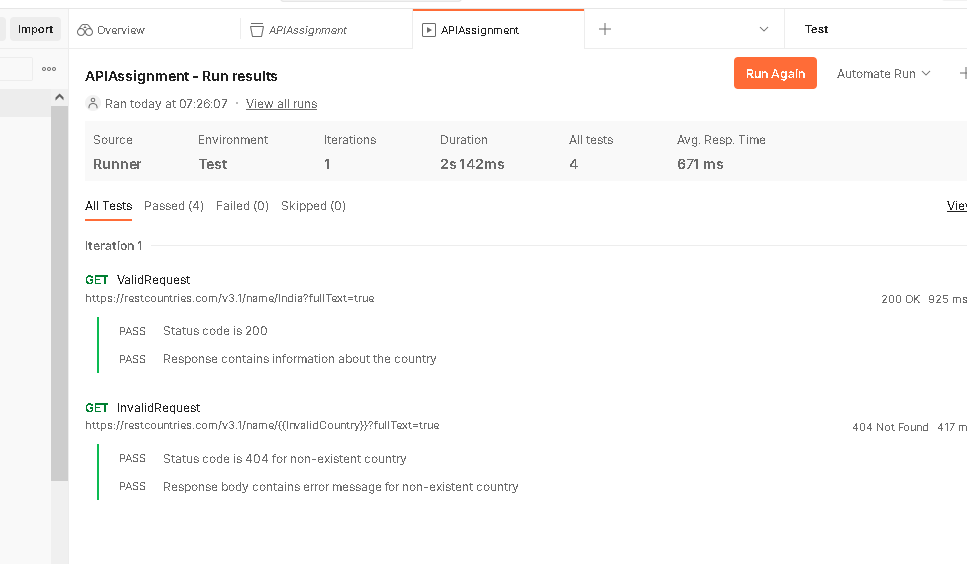 Import
Overview
APIAssignment
APIAssignment
Test
APIAssignment - Run results
Run Again
Automate Run
Ran today at 07:26:07 · View all runs
Source Environment Iterations Duration All tests Avg. Resp. Time
Runner Test 1 2s 142ms 4 671 ms
All Tests Passed (4) Failed (0) Skipped (0)
Iteration 1
GET ValidRequest
https://restcountries.com/v3.1/name/India?fullText=true 200 OK 925 ms
PASS Status code is 200
PASS Response contains information about the country
GET InvalidRequest
https://restcountries.com/v3.1/name/{{InvalidCountry}}?fullText=true 404 Not Found 417 m
PASS Status code is 404 for non-existent country
PASS Response body contains error message for non-existent country